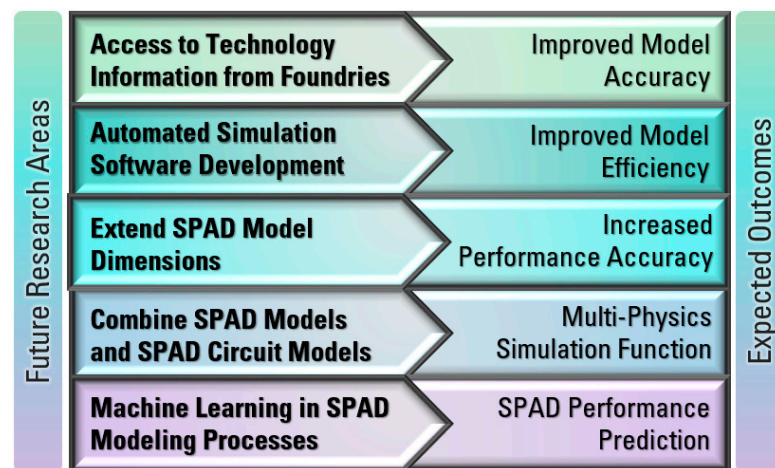 Future Research Areas
Access to Technology
Information from Foundries
Improved Model
Accuracy
Automated Simulation
Software Development
Improved Model
Efficiency
Extend SPAD Model
Dimensions
Increased
Performance Accuracy
Combine SPAD Models
and SPAD Circuit Models
Multi-Physics
Simulation Function
Machine Learning in SPAD
Modeling Processes
SPAD Performance
Prediction
Expected Outcomes